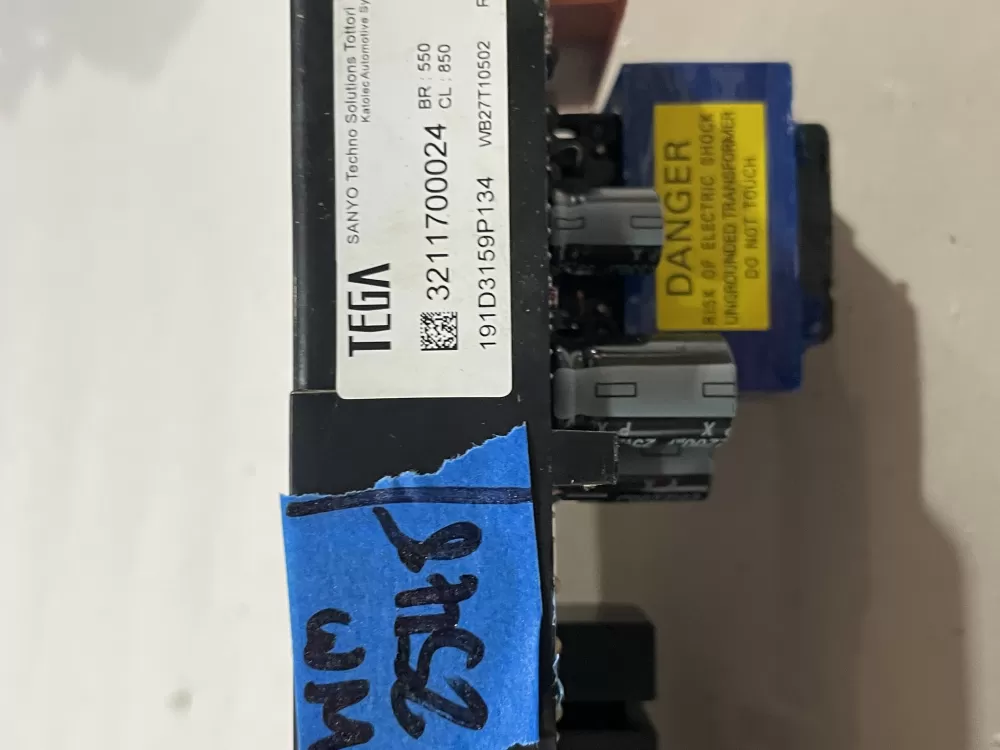 SANYO Techno Solutions Tottori
Katolec Automotive Sy
TEGA
3211700024
BR : 550
CL : 850
191D3159P134 WB27T10502
DANGER
RISK OF ELECTRIC SHOCK
UNGROUNDED TRANSFORMER
DO NOT TOUCH